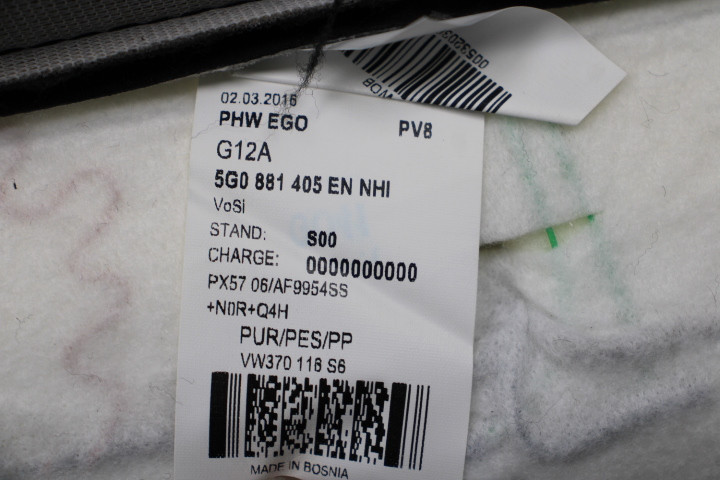 02.03.2016
PHW EGO PV8
G12A
5G0 881 405 EN NHI
VoSi
STAND: S00
CHARGE: 0000000000
PX57 06/AF9954SS
+N0R+Q4H
PUR/PES/PP
VW370 118 S6
MADE IN BOSNIA